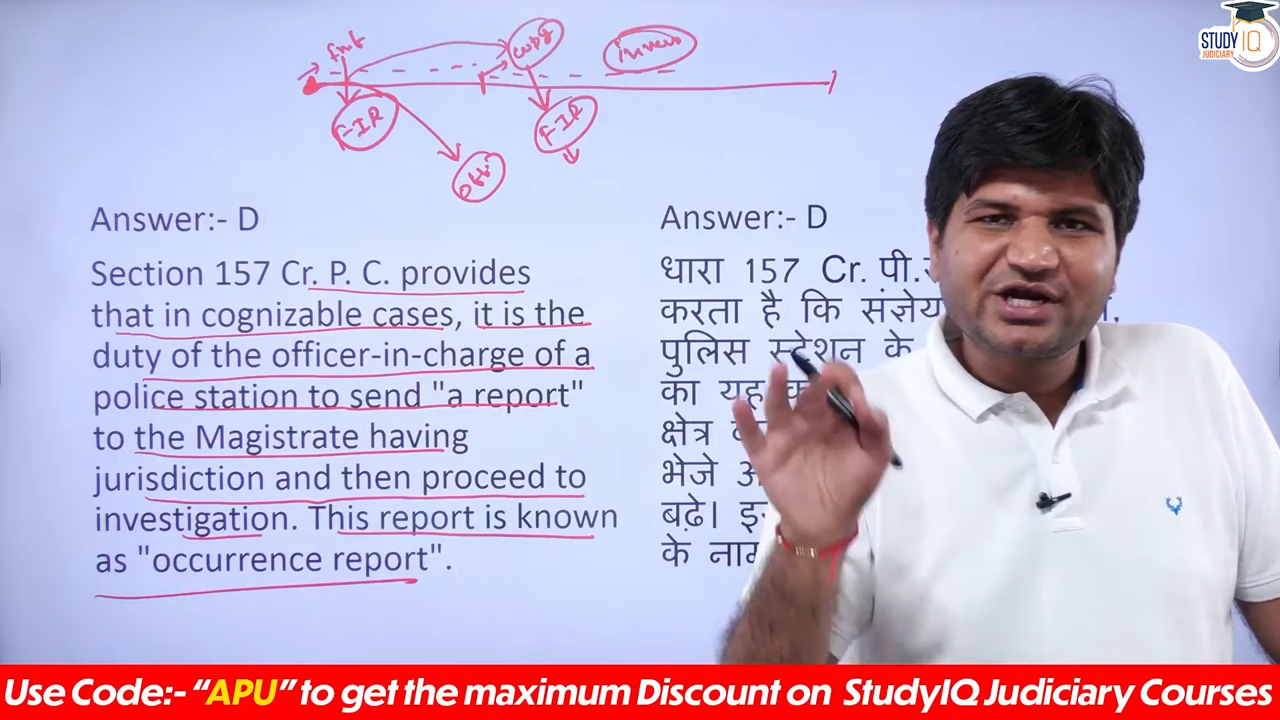 STUDY IQ
JUDICIARY
FIR
FIR
Answer:- D
Section 157 Cr. P. C. provides
that in cognizable cases, it is the
duty of the officer-in-charge of a
police station to send "a report"
to the Magistrate having
jurisdiction and then proceed to
investigation. This report is known
as "occurrence report".
Answer:- D
धारा 157 Cr. पी.
करता है कि संज्ञेय
पुलिस स्टेशन के
का यह
क्षेत्र
भेजे
बढ़े।
के
Use Code:- “APU” to get the maximum Discount on StudyIQ Judiciary Courses